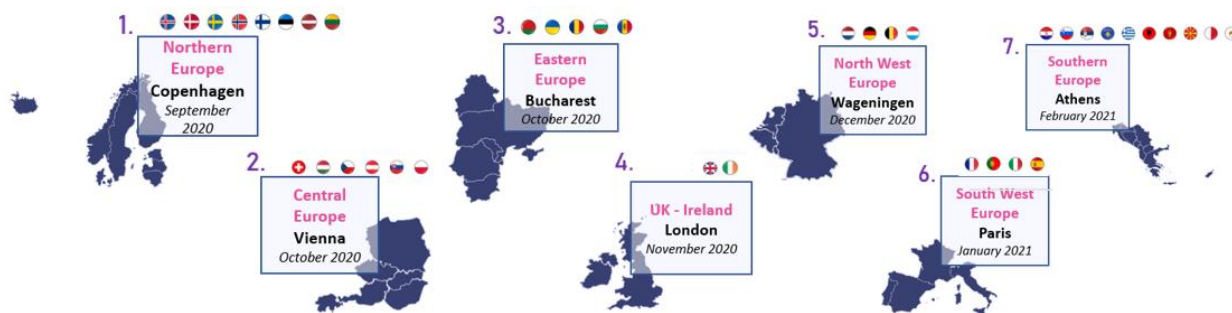 1.
Northern
Europe
Copenhagen
September
2020
2.
Central
Europe
Vienna
October 2020
3.
Eastern
Europe
Bucharest
October 2020
4.
UK - Ireland
London
November 2020
5.
North West
Europe
Wageningen
December 2020
6.
South West
Europe
Paris
January 2021
7.
Southern
Europe
Athens
February 2021